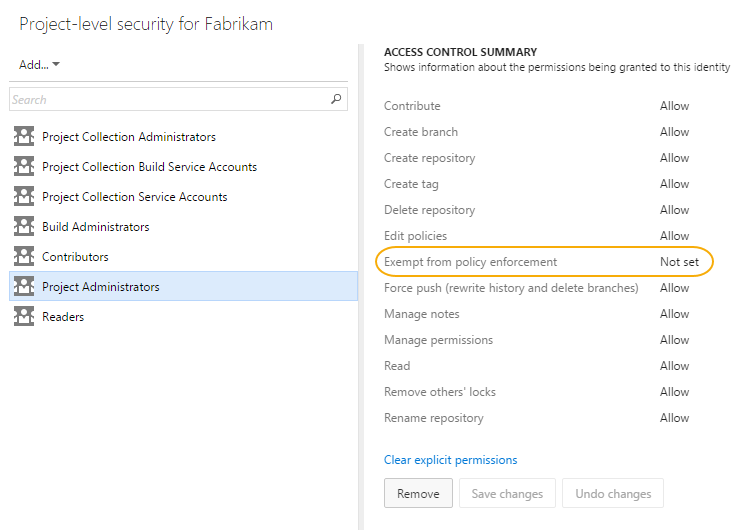 Project-level security for Fabrikam
Add...
Search
Project Collection Administrators
Project Collection Build Service Accounts
Project Collection Service Accounts
Build Administrators
Contributors
Project Administrators
Readers
ACCESS CONTROL SUMMARY
Shows information about the permissions being granted to this identity
Contribute Allow
Create branch Allow
Create repository Allow
Create tag Allow
Delete repository Allow
Edit policies Allow
Exempt from policy enforcement Not set
Force push (rewrite history and delete branches) Allow
Manage notes Allow
Manage permissions Allow
Read Allow
Remove others' locks Allow
Rename repository Allow
Clear explicit permissions
Remove Save changes Undo changes